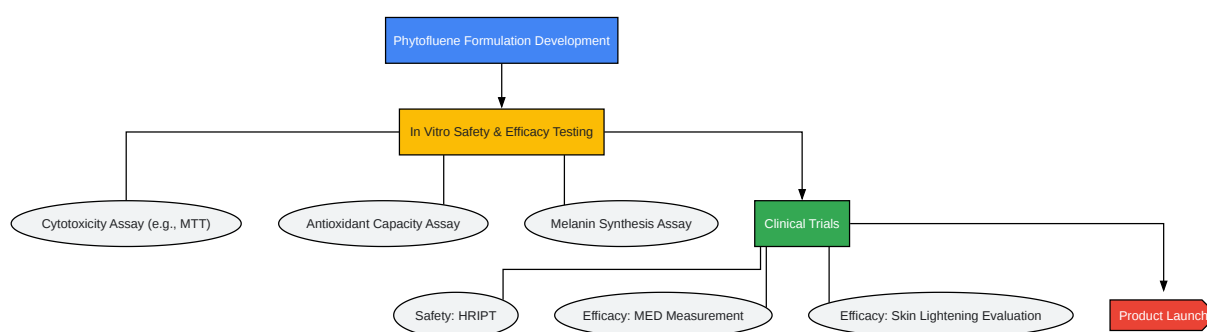 Phytofluene Formulation Development
In Vitro Safety & Efficacy Testing
Cytotoxicity Assay (e.g., MTT)
Antioxidant Capacity Assay
Melanin Synthesis Assay
Clinical Trials
Safety: HRIPT
Efficacy: MED Measurement
Efficacy: Skin Lightening Evaluation
Product Launch